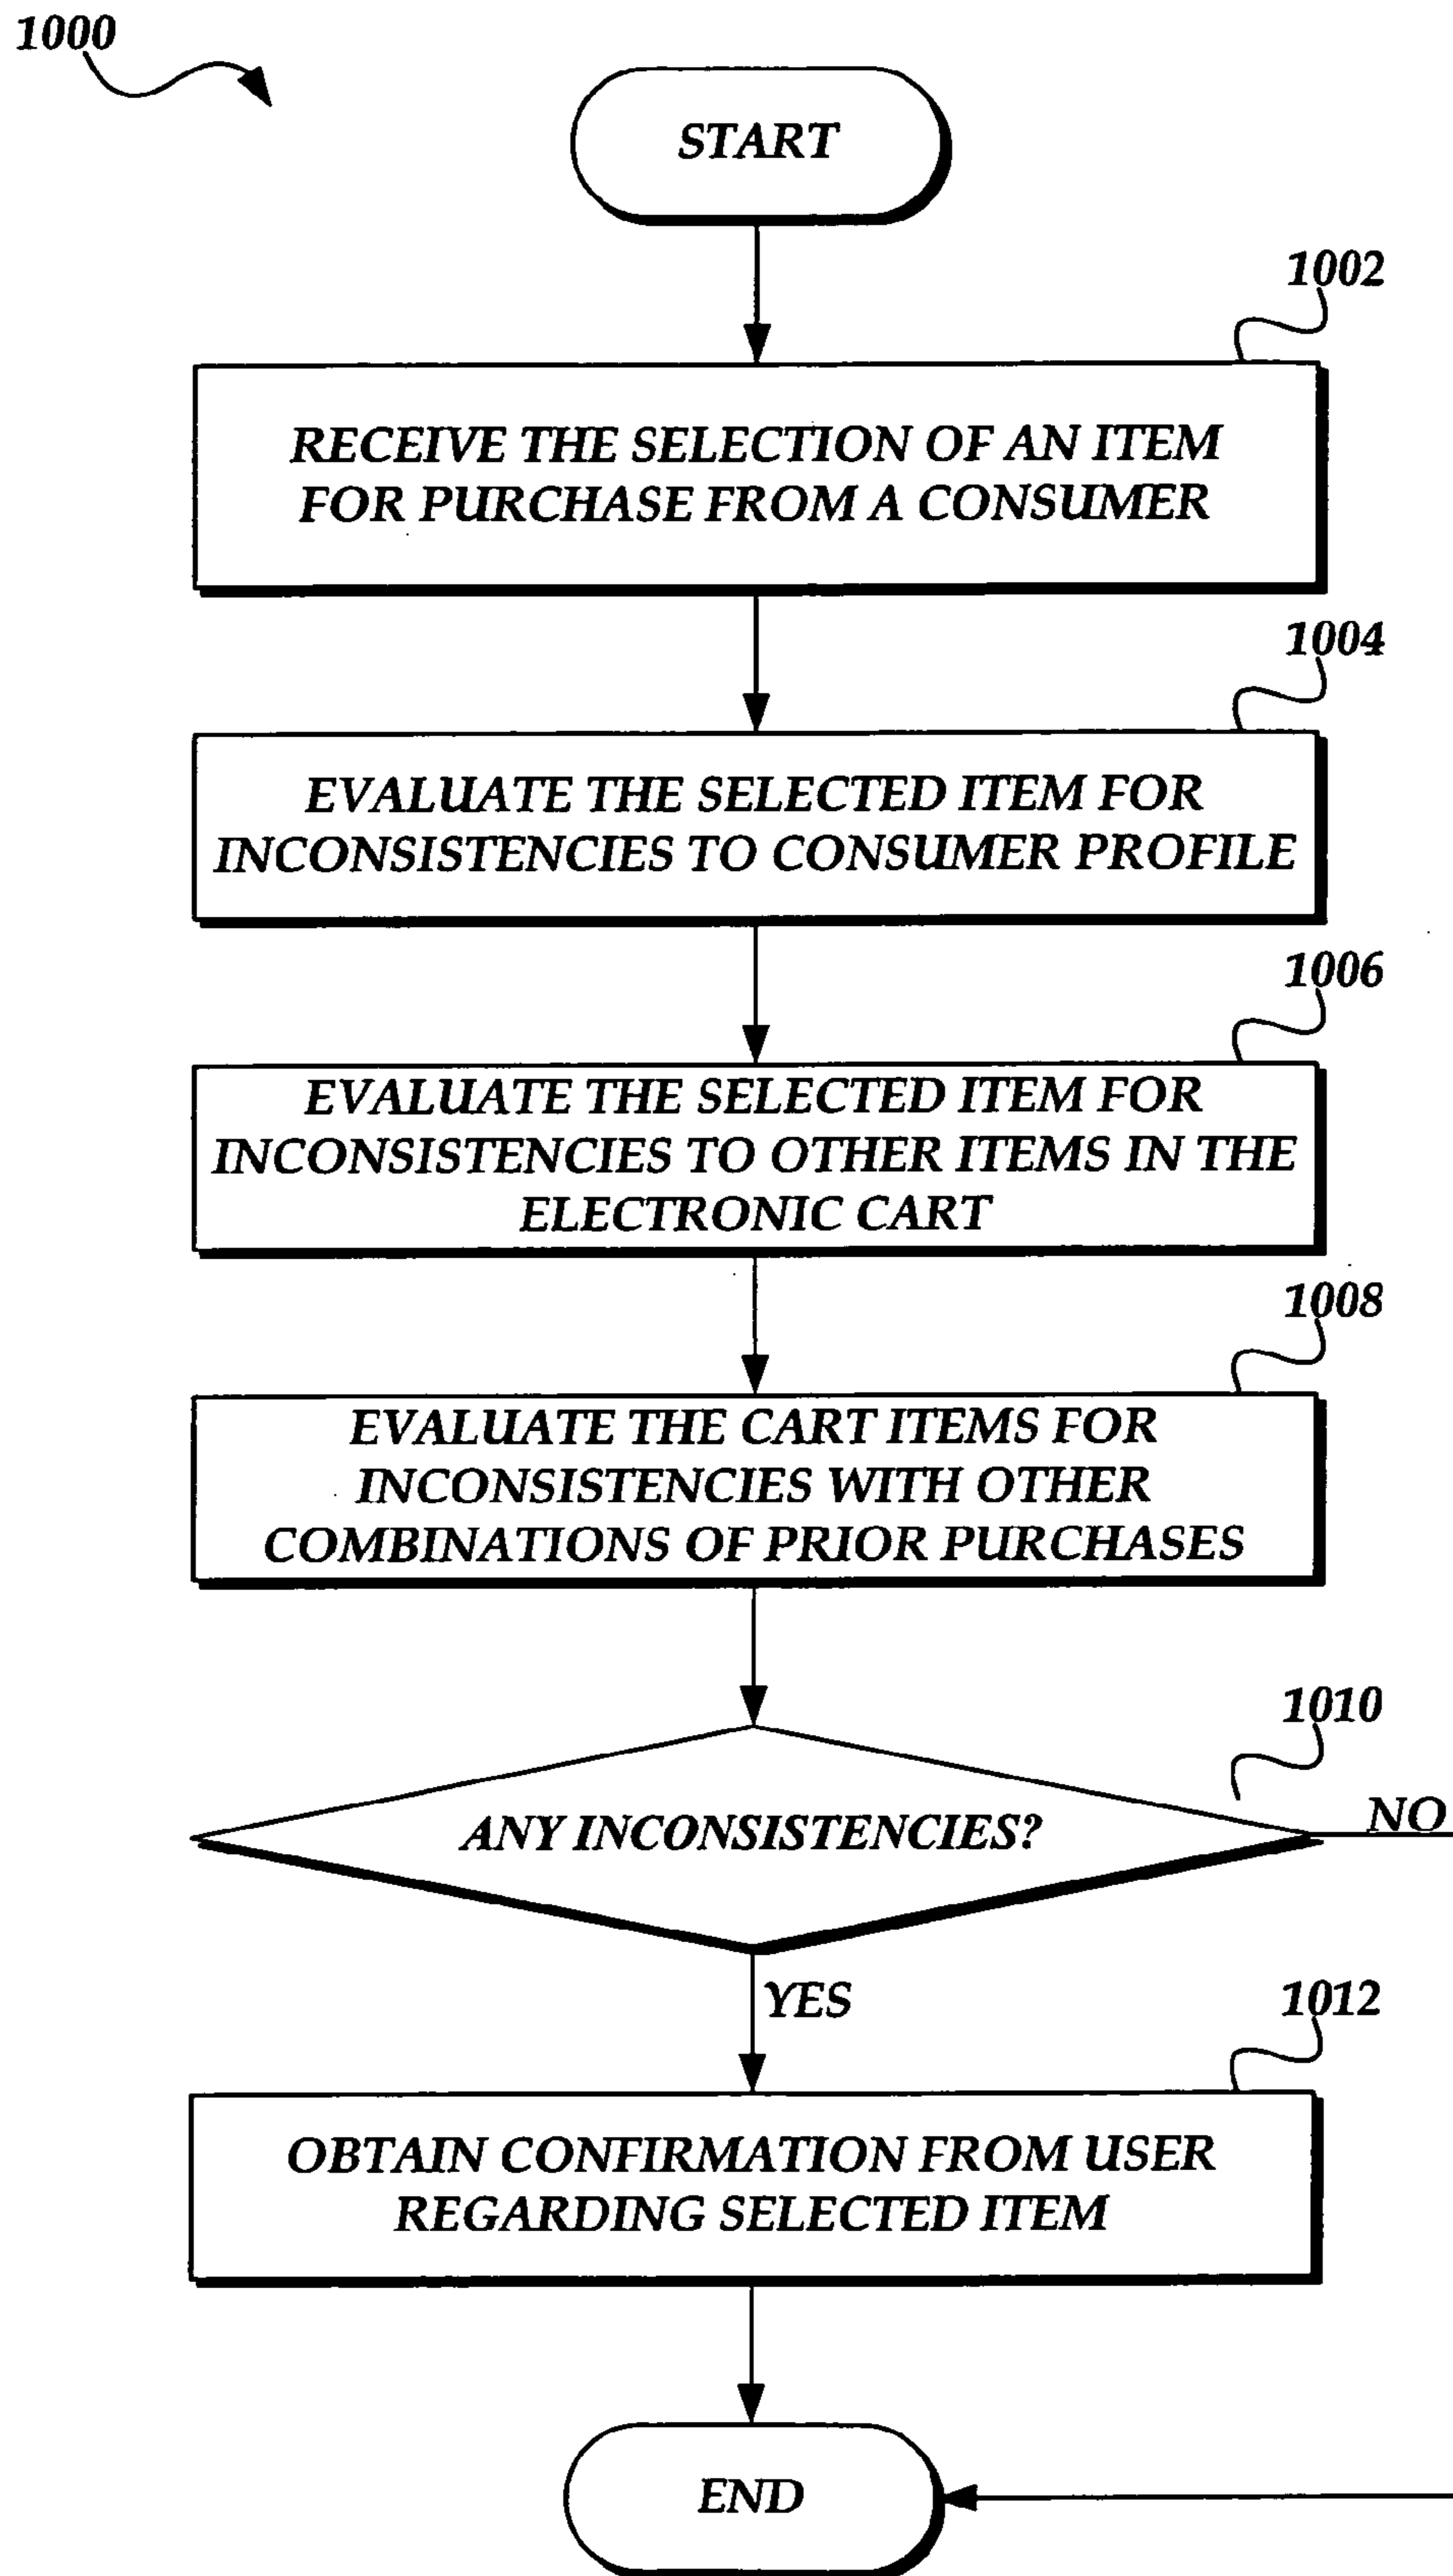 1000
START
1002
RECEIVE THE SELECTION OF AN ITEM
FOR PURCHASE FROM A CONSUMER
1004
EVALUATE THE SELECTED ITEM FOR
INCONSISTENCIES TO CONSUMER PROFILE
1006
EVALUATE THE SELECTED ITEM FOR
INCONSISTENCIES TO OTHER ITEMS IN THE
ELECTRONIC CART
1008
EVALUATE THE CART ITEMS FOR
INCONSISTENCIES WITH OTHER
COMBINATIONS OF PRIOR PURCHASES
1010
ANY INCONSISTENCIES?
NO
YES
1012
OBTAIN CONFIRMATION FROM USER
REGARDING SELECTED ITEM
END